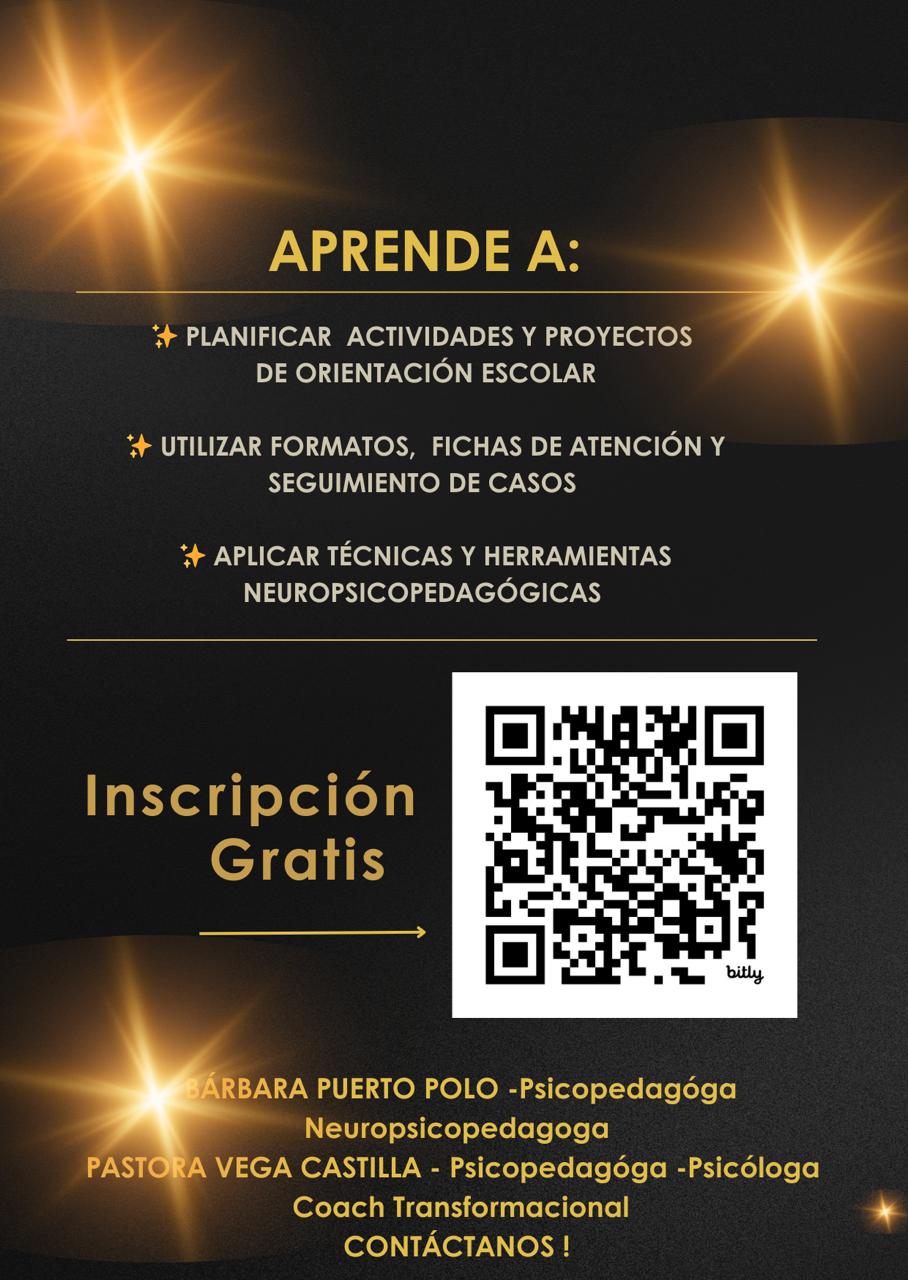 APRENDE A:
✨ PLANIFICAR ACTIVIDADES Y PROYECTOS
DE ORIENTACIÓN ESCOLAR
✨ UTILIZAR FORMATOS, FICHAS DE ATENCIÓN Y
SEGUIMIENTO DE CASOS
✨ APLICAR TÉCNICAS Y HERRAMIENTAS
NEUROPSICOPEDAGÓGICAS
Inscripción
Gratis
bitly
BÁRBARA PUERTO POLO -Psicopedagóga
Neuropsicopedagoga
PASTORA VEGA CASTILLA - Psicopedagóga -Psicóloga
Coach Transformacional
CONTÁCTANOS !